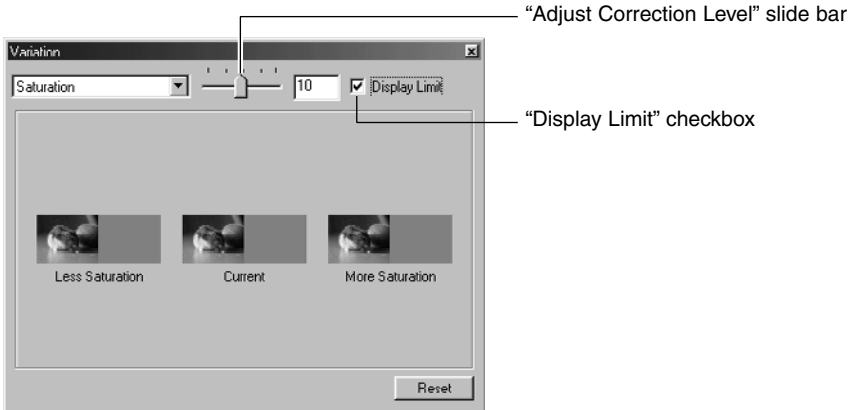 “Adjust Correction Level” slide bar
Variation
Saturation
10
Display Limit
“Display Limit” checkbox
Less Saturation
Current
More Saturation
Reset